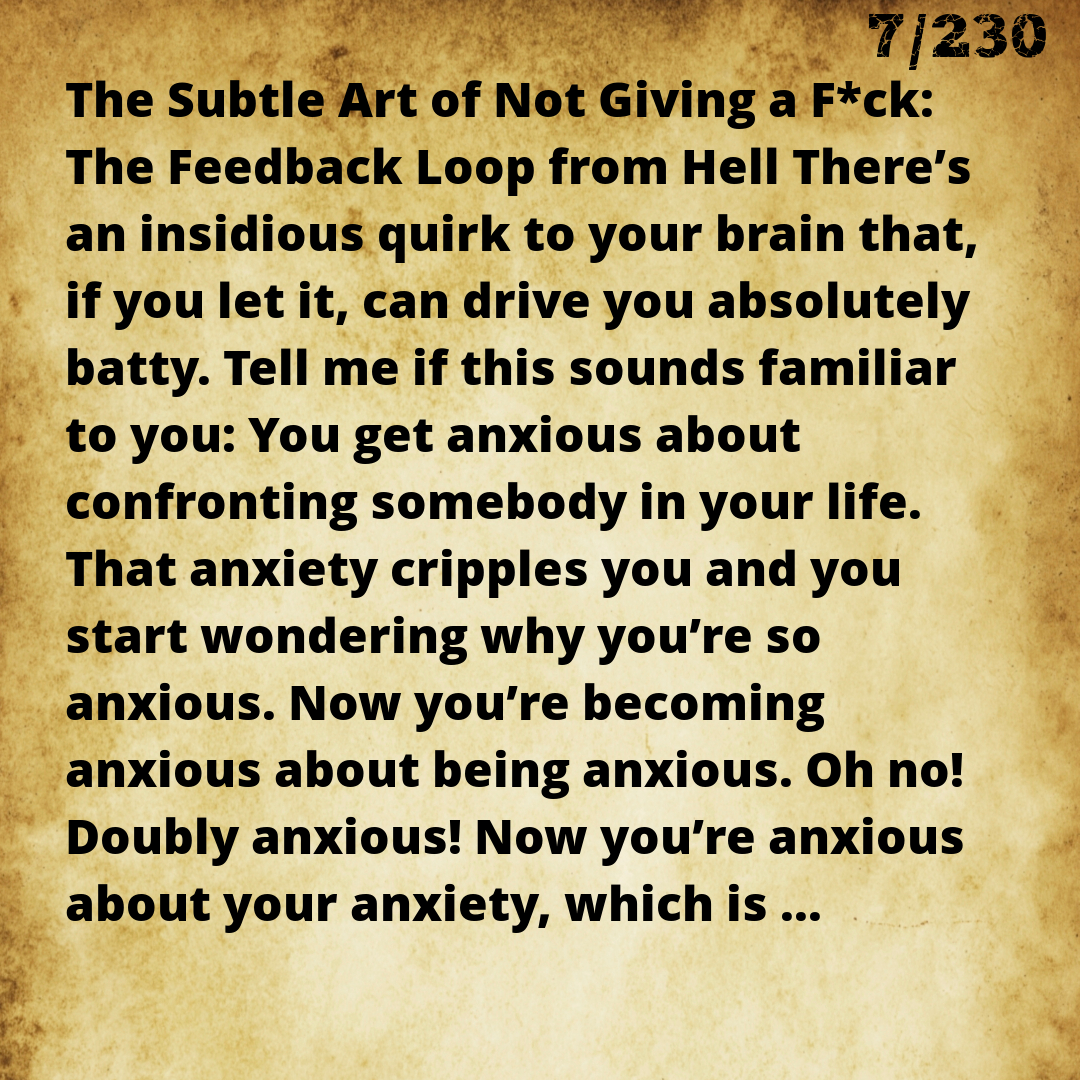 7/230
The Subtle Art of Not Giving a F*ck:
The Feedback Loop from Hell There’s
an insidious quirk to your brain that,
if you let it, can drive you absolutely
batty. Tell me if this sounds familiar
to you: You get anxious about
confronting somebody in your life.
That anxiety cripples you and you
start wondering why you’re so
anxious. Now you’re becoming
anxious about being anxious. Oh no!
Doubly anxious! Now you’re anxious
about your anxiety, which is ...